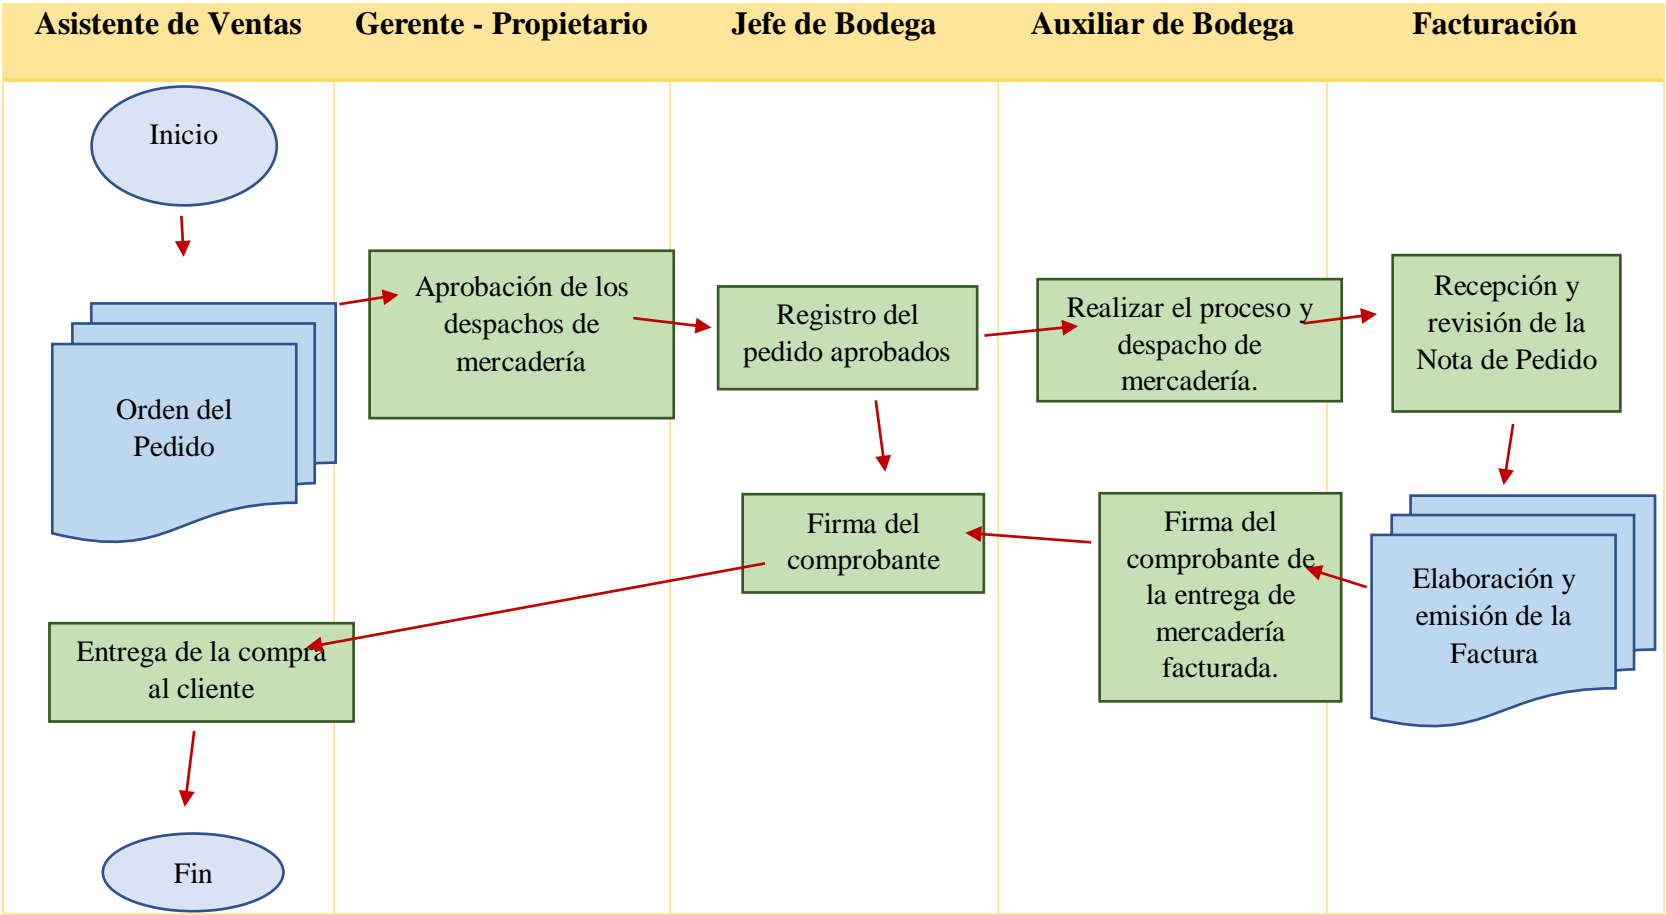 Asistente de Ventas
Gerente - Propietario
Jefe de Bodega
Auxiliar de Bodega
Facturación
Inicio
Orden del
Pedido
Aprobación de los
despachos de
mercadería
Registro del
pedido aprobados
Realizar el proceso y
despacho de
mercadería.
Recepción y
revisión de la
Nota de Pedido
Elaboración y
emisión de la
Factura
Firma del
comprobante de
la entrega de
mercadería
facturada.
Firma del
comprobante
Entrega de la compra
al cliente
Fin